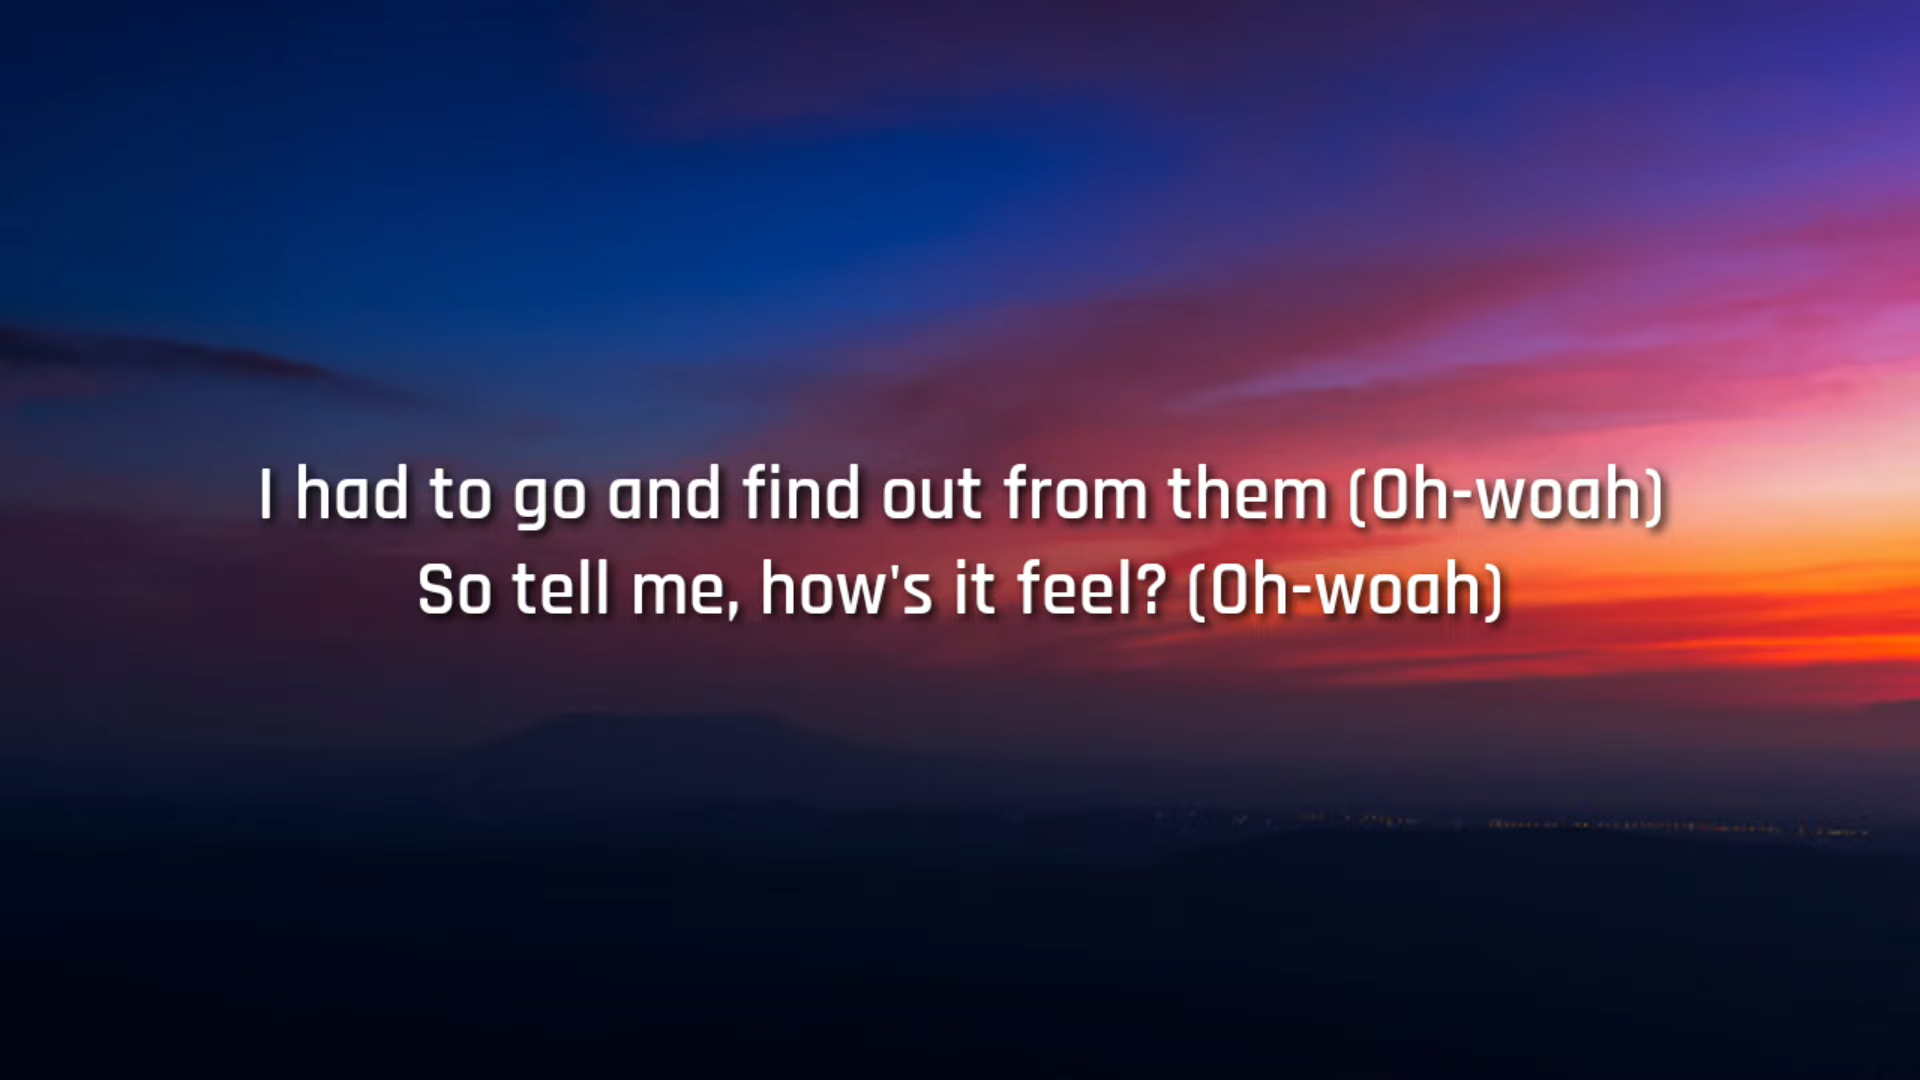 I had to go and find out from them (Oh-woah)
So tell me, how's it feel? (Oh-woah)